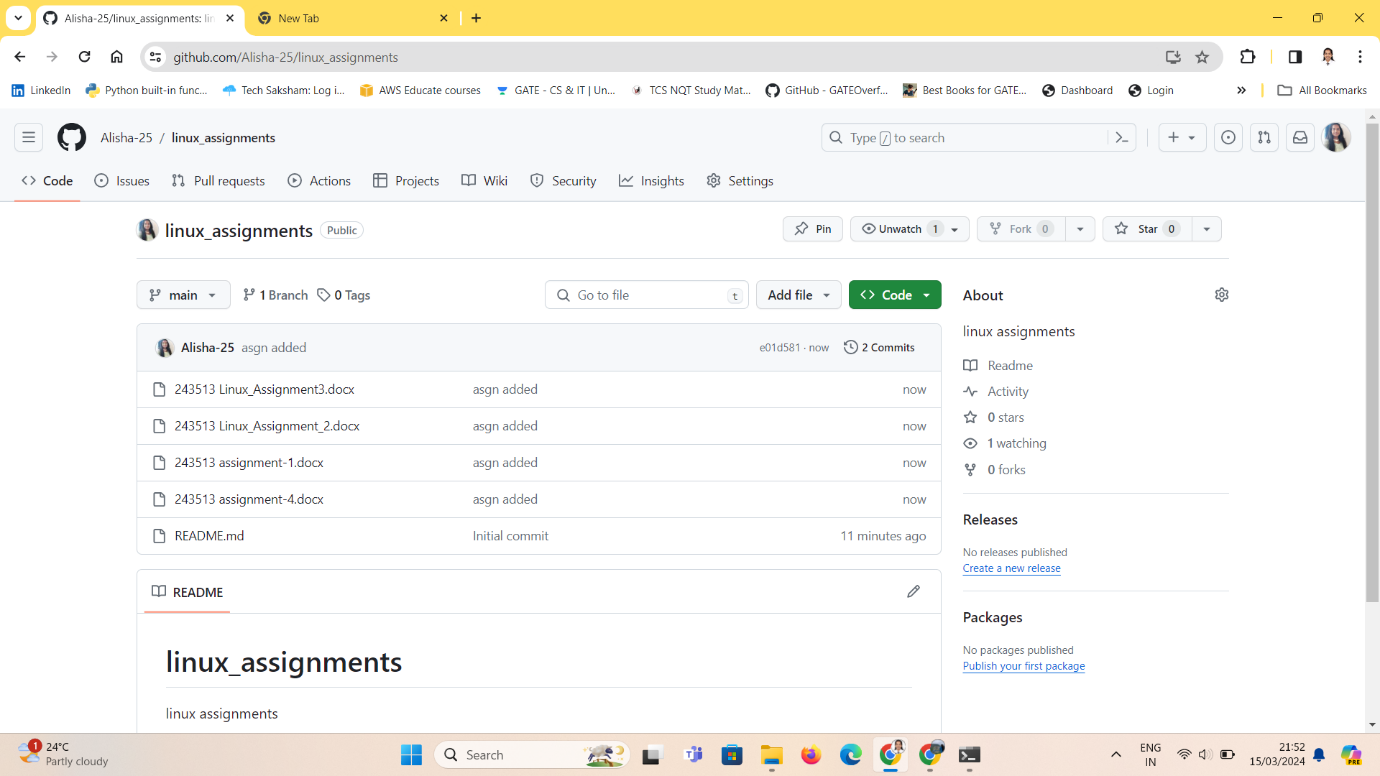 Alisha-25/linux_assignments: lin
New Tab
github.com/Alisha-25/linux_assignments
LinkedIn Python built-in func... Tech Saksham: Log i... AWS Educate courses GATE - CS & IT | Un... TCS NQT Study Mat... GitHub - GATEOverf... Best Books for GATE... Dashboard Login » All Bookmarks
Alisha-25 / linux_assignments
Type / to search
Code Issues Pull requests Actions Projects Wiki Security Insights Settings
linux_assignments Public
Pin Unwatch 1 Fork 0 Star 0
main 1 Branch 0 Tags Go to file t Add file Code
Alisha-25 asgn added e01d581 · now 2 Commits
243513 Linux_Assignment3.docx asgn added now
243513 Linux_Assignment_2.docx asgn added now
243513 assignment-1.docx asgn added now
243513 assignment-4.docx asgn added now
README.md Initial commit 11 minutes ago
README
linux_assignments
linux assignments
About
linux assignments
Readme
Activity
0 stars
1 watching
0 forks
Releases
No releases published
Create a new release
Packages
No packages published
Publish your first package
1
24°C
Partly cloudy
Search
ENG
IN
21:52
15/03/2024
PRE